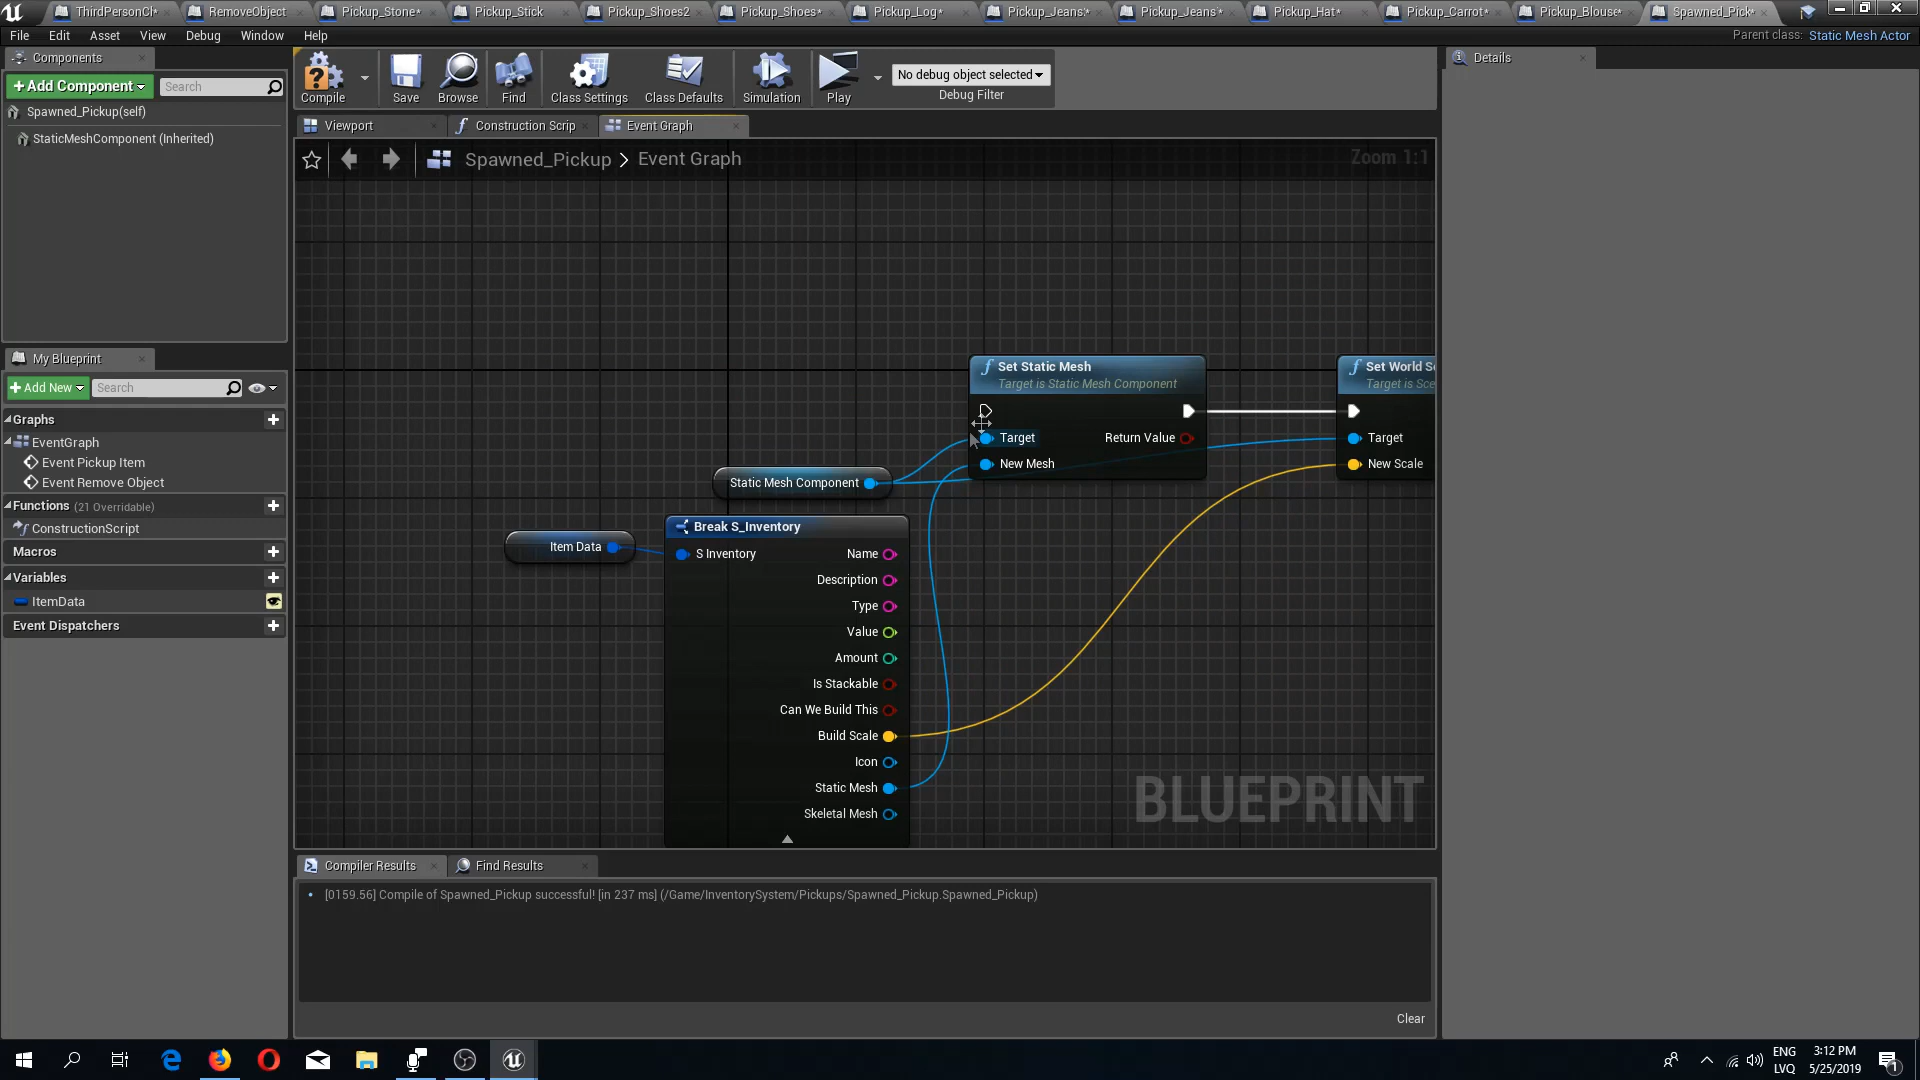 ThirdPersonCh*
RemoveObject
Pickup_Stone*
Pickup_Stick
Pickup_Shoes2
Pickup_Shoes*
Pickup_Log*
Pickup_Jeans*
Pickup_Jeans*
Pickup_Hat*
Pickup_Carrot*
Pickup_Blouse*
Spawned_Pick*
File Edit Asset View Debug Window Help
Parent class: Static Mesh Actor
Components
+Add Component
Search
Spawned_Pickup(self)
StaticMeshComponent (Inherited)
Compile
Save
Browse
Find
Class Settings
Class Defaults
Simulation
Play
No debug object selected
Debug Filter
Details
Viewport
Construction Scrip
Event Graph
Spawned_Pickup > Event Graph
Zoom 1:1
My Blueprint
+Add New
Search
Graphs
EventGraph
Event Pickup Item
Event Remove Object
Functions (21 Overridable)
ConstructionScript
Macros
Variables
ItemData
Event Dispatchers
Set Static Mesh
Target is Static Mesh Component
Target
Return Value
New Mesh
Set World S
Target is Sce
Target
New Scale
Static Mesh Component
Item Data
Break S_Inventory
S Inventory
Name
Description
Type
Value
Amount
Is Stackable
Can We Build This
Build Scale
Icon
Static Mesh
Skeletal Mesh
BLUEPRINT
Compiler Results
Find Results
[0159.56] Compile of Spawned_Pickup successful! [in 237 ms] (/Game/InventorySystem/Pickups/Spawned_Pickup.Spawned_Pickup)
Clear
ENG
LVQ
3:12 PM
5/25/2019
1